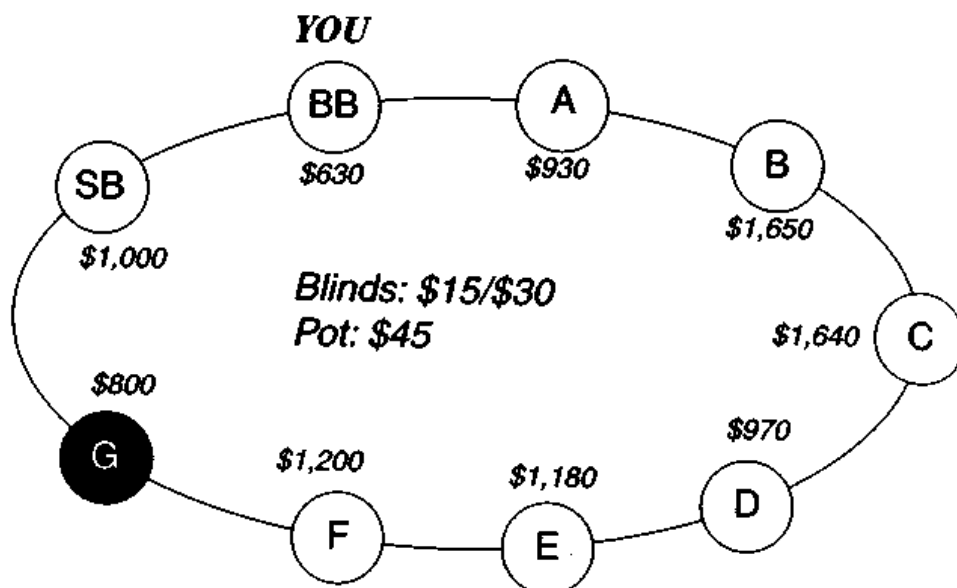 YOU
BB
A
$630
$930
B
SB
$1,650
$1,000
Blinds: $15/$30
Pot: $45
$1,640
C
$800
$970
G
$1,200
$1,180
D
F
E